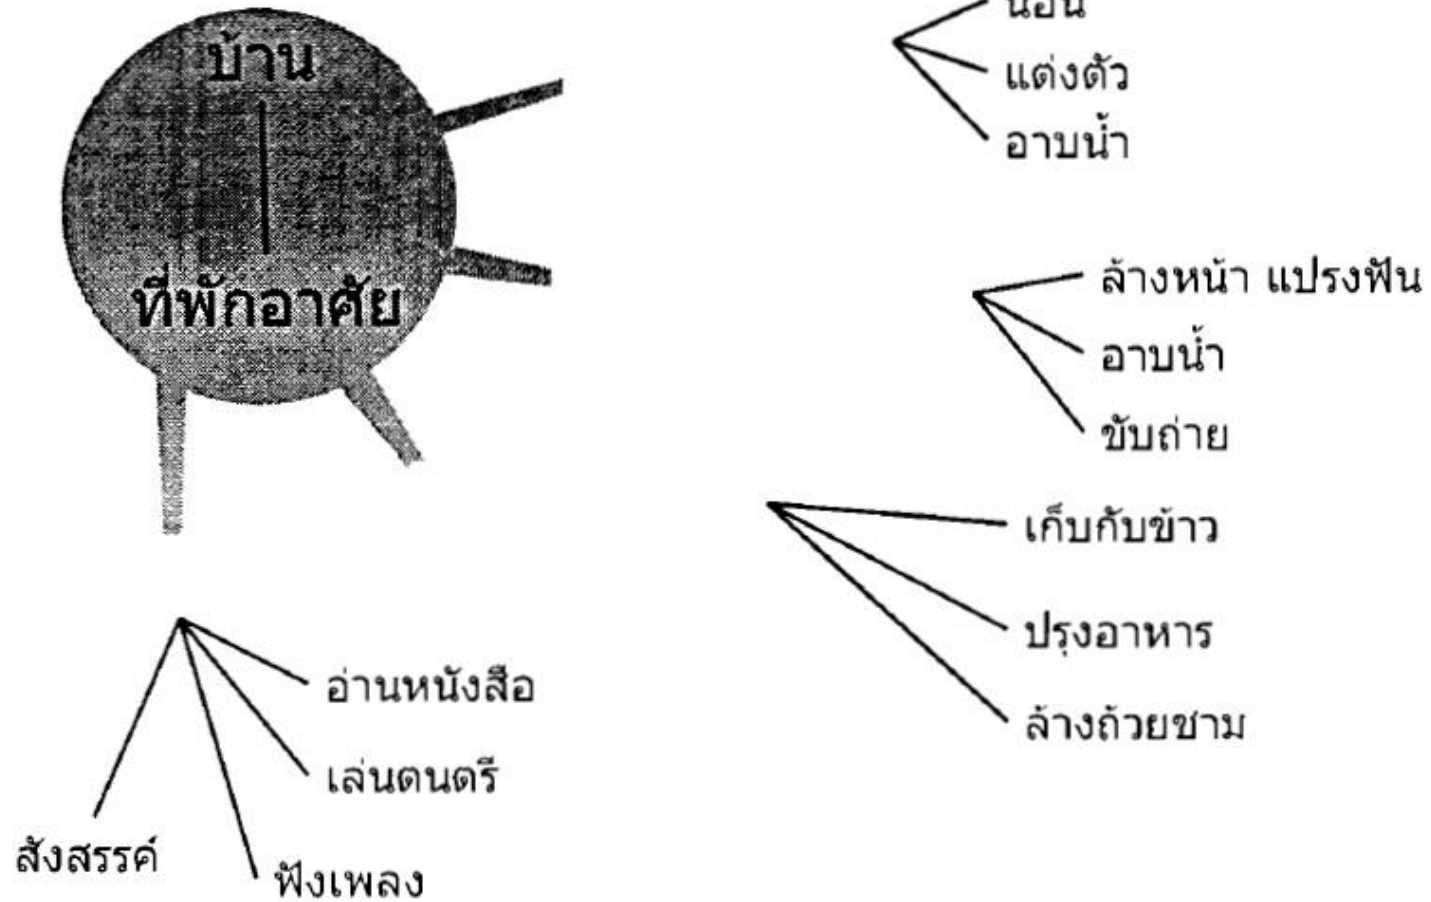 บ้าน
ที่พักอาศัย
นอน
แต่งตัว
อาบน้ำ
ล้างหน้า แปรงฟัน
อาบน้ำ
ขับถ่าย
เก็บกับข้าว
ปรุงอาหาร
ล้างถ้วยชาม
อ่านหนังสือ
เล่นดนตรี
ฟังเพลง
สังสรรค์